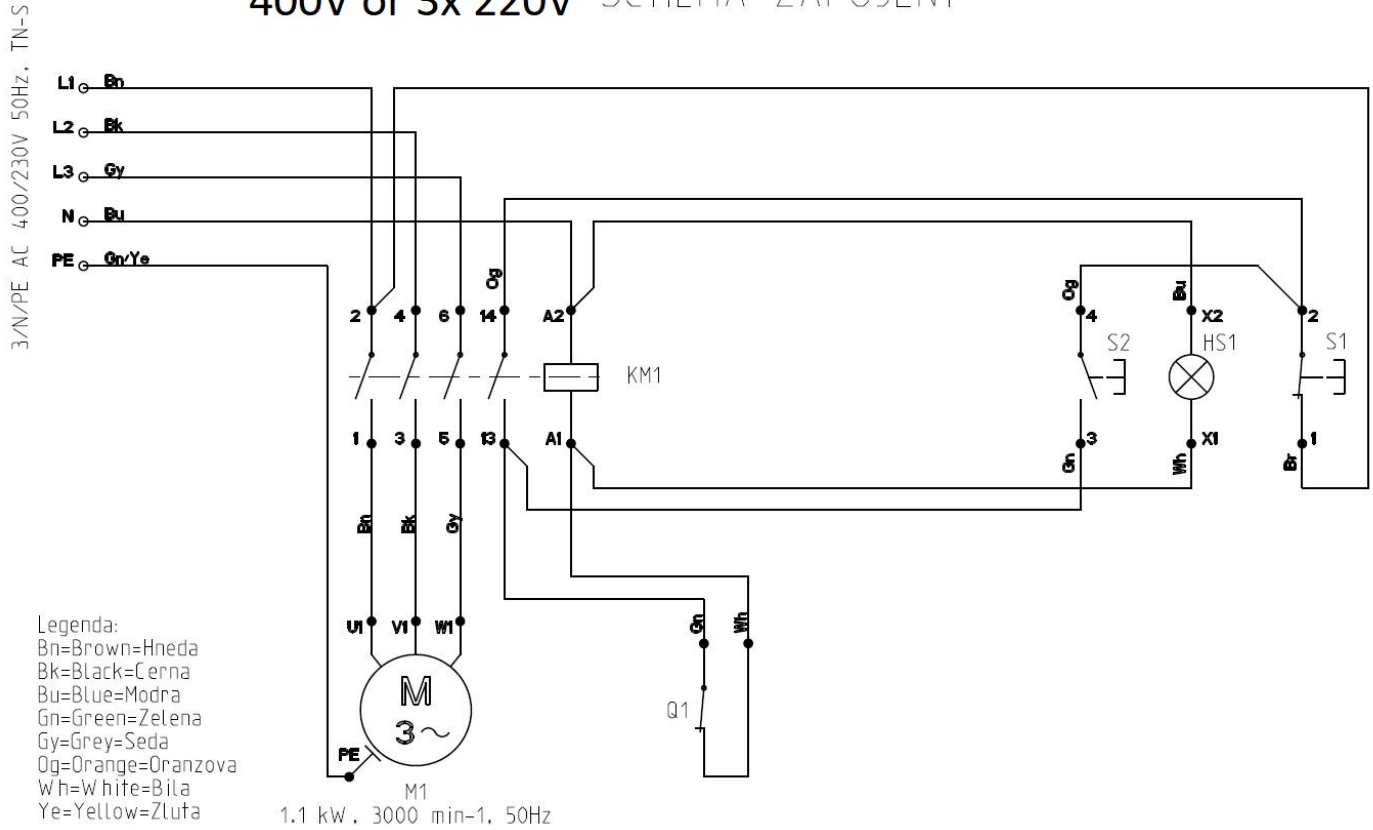 400V or 3x 220V SCHEMA ZAPOJENI
3/N/PE AC 400/230V 50Hz, TN-S
L1 Bn
L2 Bk
L3 Gy
N Bu
PE Gn/Ye
Og
Og
Bu
2 4 6 14 A2
4 X2 2
S2 HS1 S1
KM1
1 3 5 13 A1
3 X1 1
Gn Wh Br
Bn Bk Gy
U1 V1 W1
Gn Wh
M
3~
Q1
PE
M1
1.1 kW, 3000 min-1, 50Hz
Legenda:
Bn=Brown=Hneda
Bk=Black=Cerna
Bu=Blue=Modra
Gn=Green=Zelena
Gy=Grey=Seda
Og=Orange=Oranzova
Wh=White=Bila
Ye=Yellow=Zluta